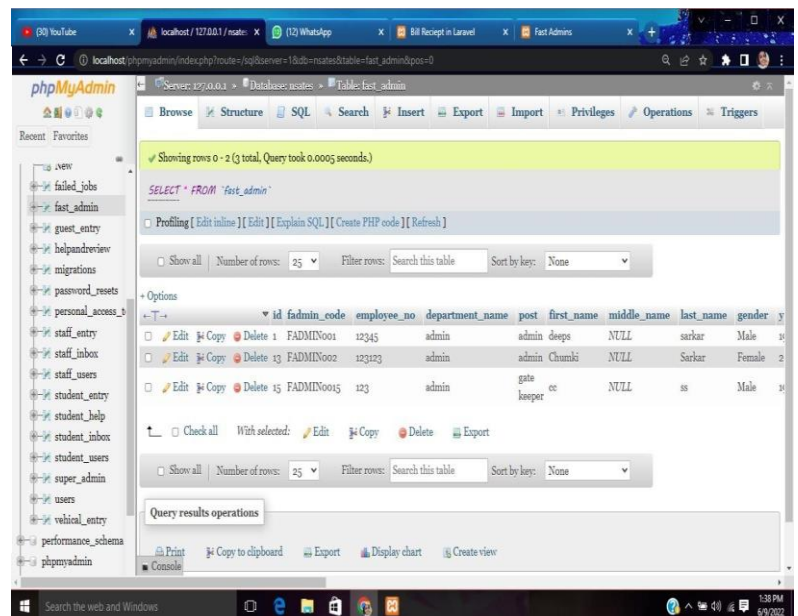 (30) YouTube
localhost / 127.0.0.1 / nsates
(12) WhatsApp
Bill Reciept in Laravel
Fast Admins
localhost/phpmyadmin/index.php?route=/sql&server=1&db=nsates&table=fast_admin&pos=0
phpMyAdmin
Server: 127.0.0.1 » Database: nsates » Table: fast_admin
Browse Structure SQL Search Insert Export Import Privileges Operations Triggers
Recent Favorites
New
failed_jobs
fast_admin
guest_entry
helpandreview
migrations
password_resets
personal_access_t
staff_entry
staff_inbox
staff_users
student_entry
student_help
student_inbox
student_users
super_admin
users
vehical_entry
performance_schema
phpmyadmin
Showing rows 0 - 2 (3 total, Query took 0.0005 seconds.)
SELECT * FROM `fast_admin`
Profiling [ Edit inline ] [ Edit ] [ Explain SQL ] [ Create PHP code ] [ Refresh ]
Show all Number of rows: 25 Filter rows: Search this table Sort by key: None
+ Options
←T→ id fadmin_code employee_no department_name post first_name middle_name last_name gender y
Edit Copy Delete 1 FADMIN001 12345 admin admin deeps NULL sarkar Male
Edit Copy Delete 13 FADMIN002 123123 admin admin Chumki NULL Sarkar Female 2
Edit Copy Delete 15 FADMIN0015 123 admin gate keeper cc NULL ss Male
Check all With selected: Edit Copy Delete Export
Show all Number of rows: 25 Filter rows: Search this table Sort by key: None
Query results operations
Print Copy to clipboard Export Display chart Create view
Console
Search the web and Windows
1:38 PM
6/9/2022